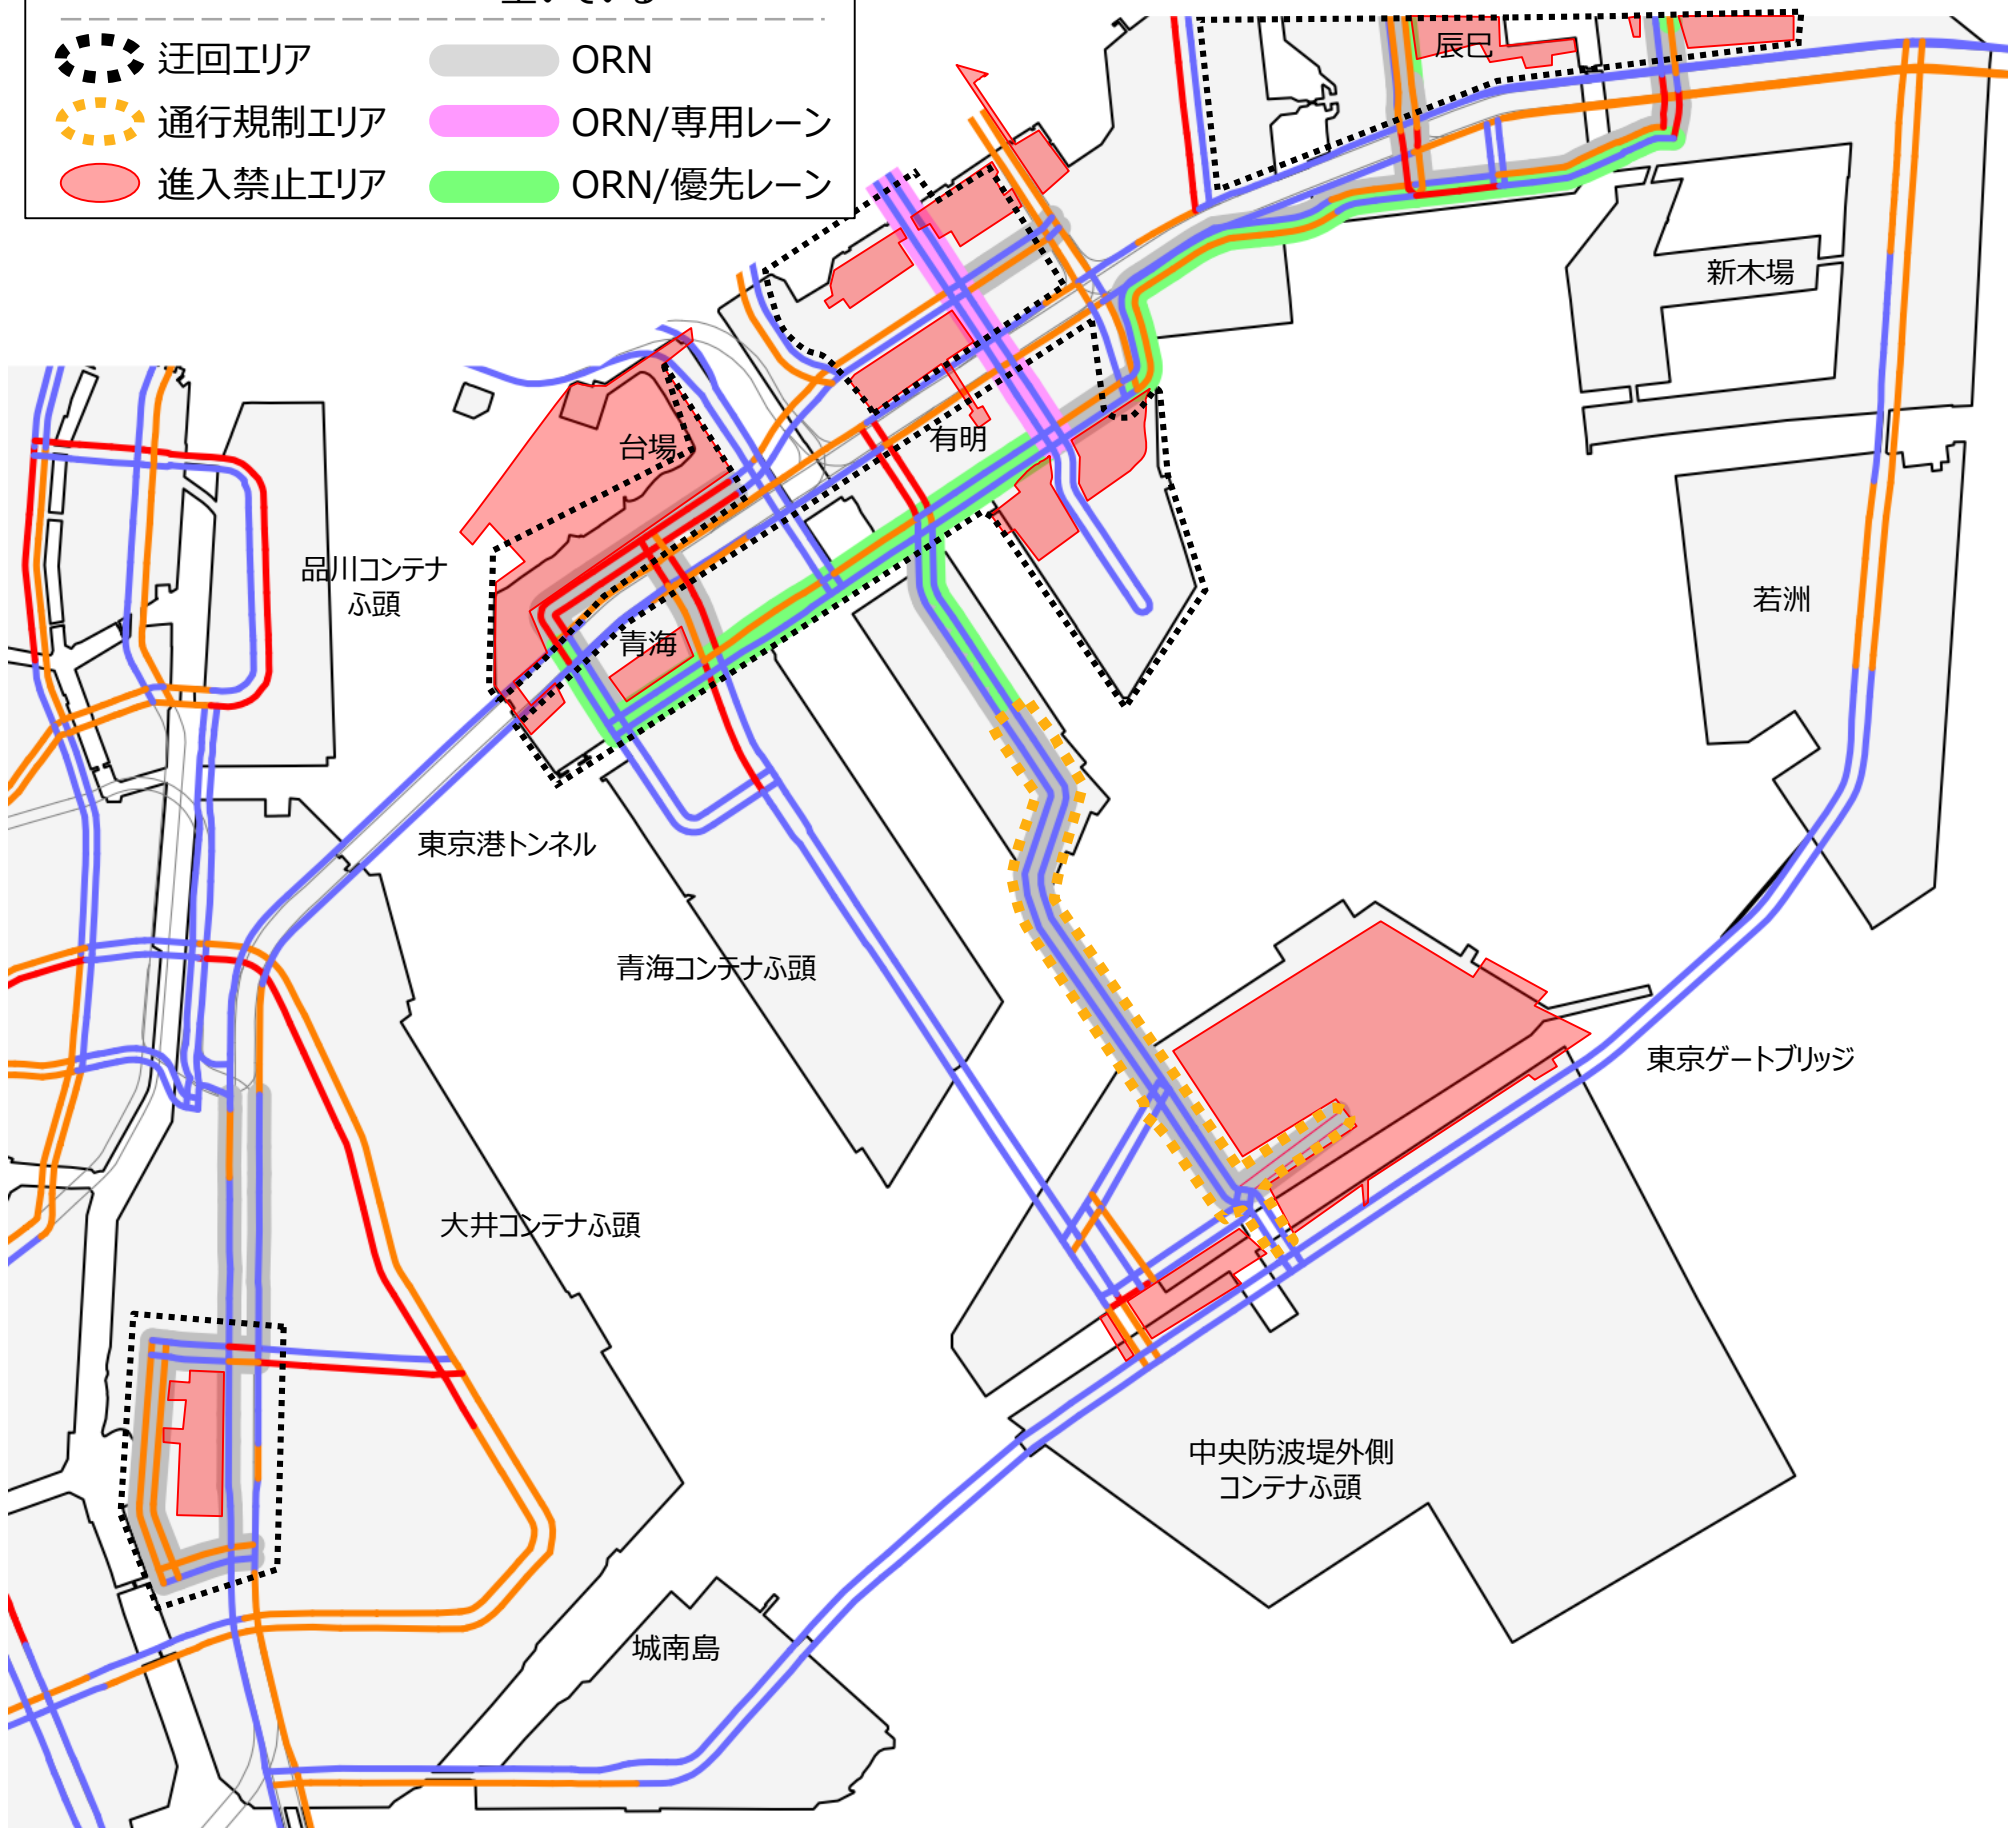 空いている
迂回エリア
ORN
通行規制エリア
ORN/専用レーン
進入禁止エリア
ORN/優先レーン
辰巳
新木場
台場
有明
品川コンテナ
ふ頭
若洲
青海
東京港トンネル
青海コンテナふ頭
東京ゲートブリッジ
大井コンテナふ頭
中央防波堤外側
コンテナふ頭
城南島